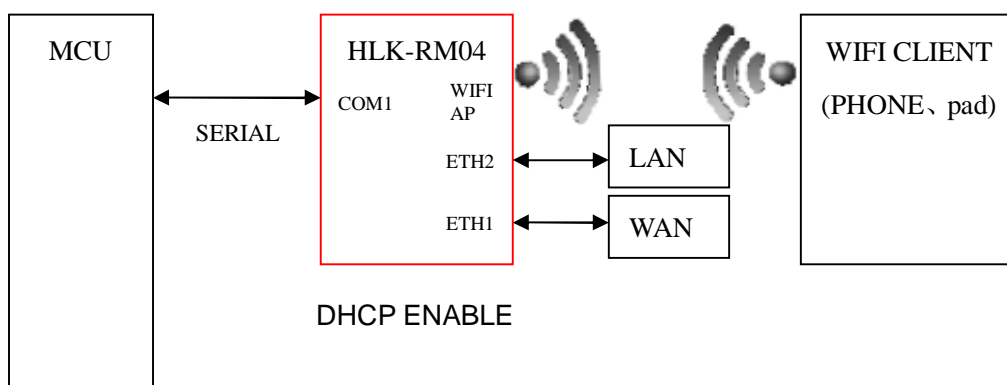 MCU
SERIAL
HLK-RM04
COM1
WIFI
AP
ETH2
ETH1
LAN
WAN
WIFI CLIENT
(PHONE、pad)
DHCP ENABLE